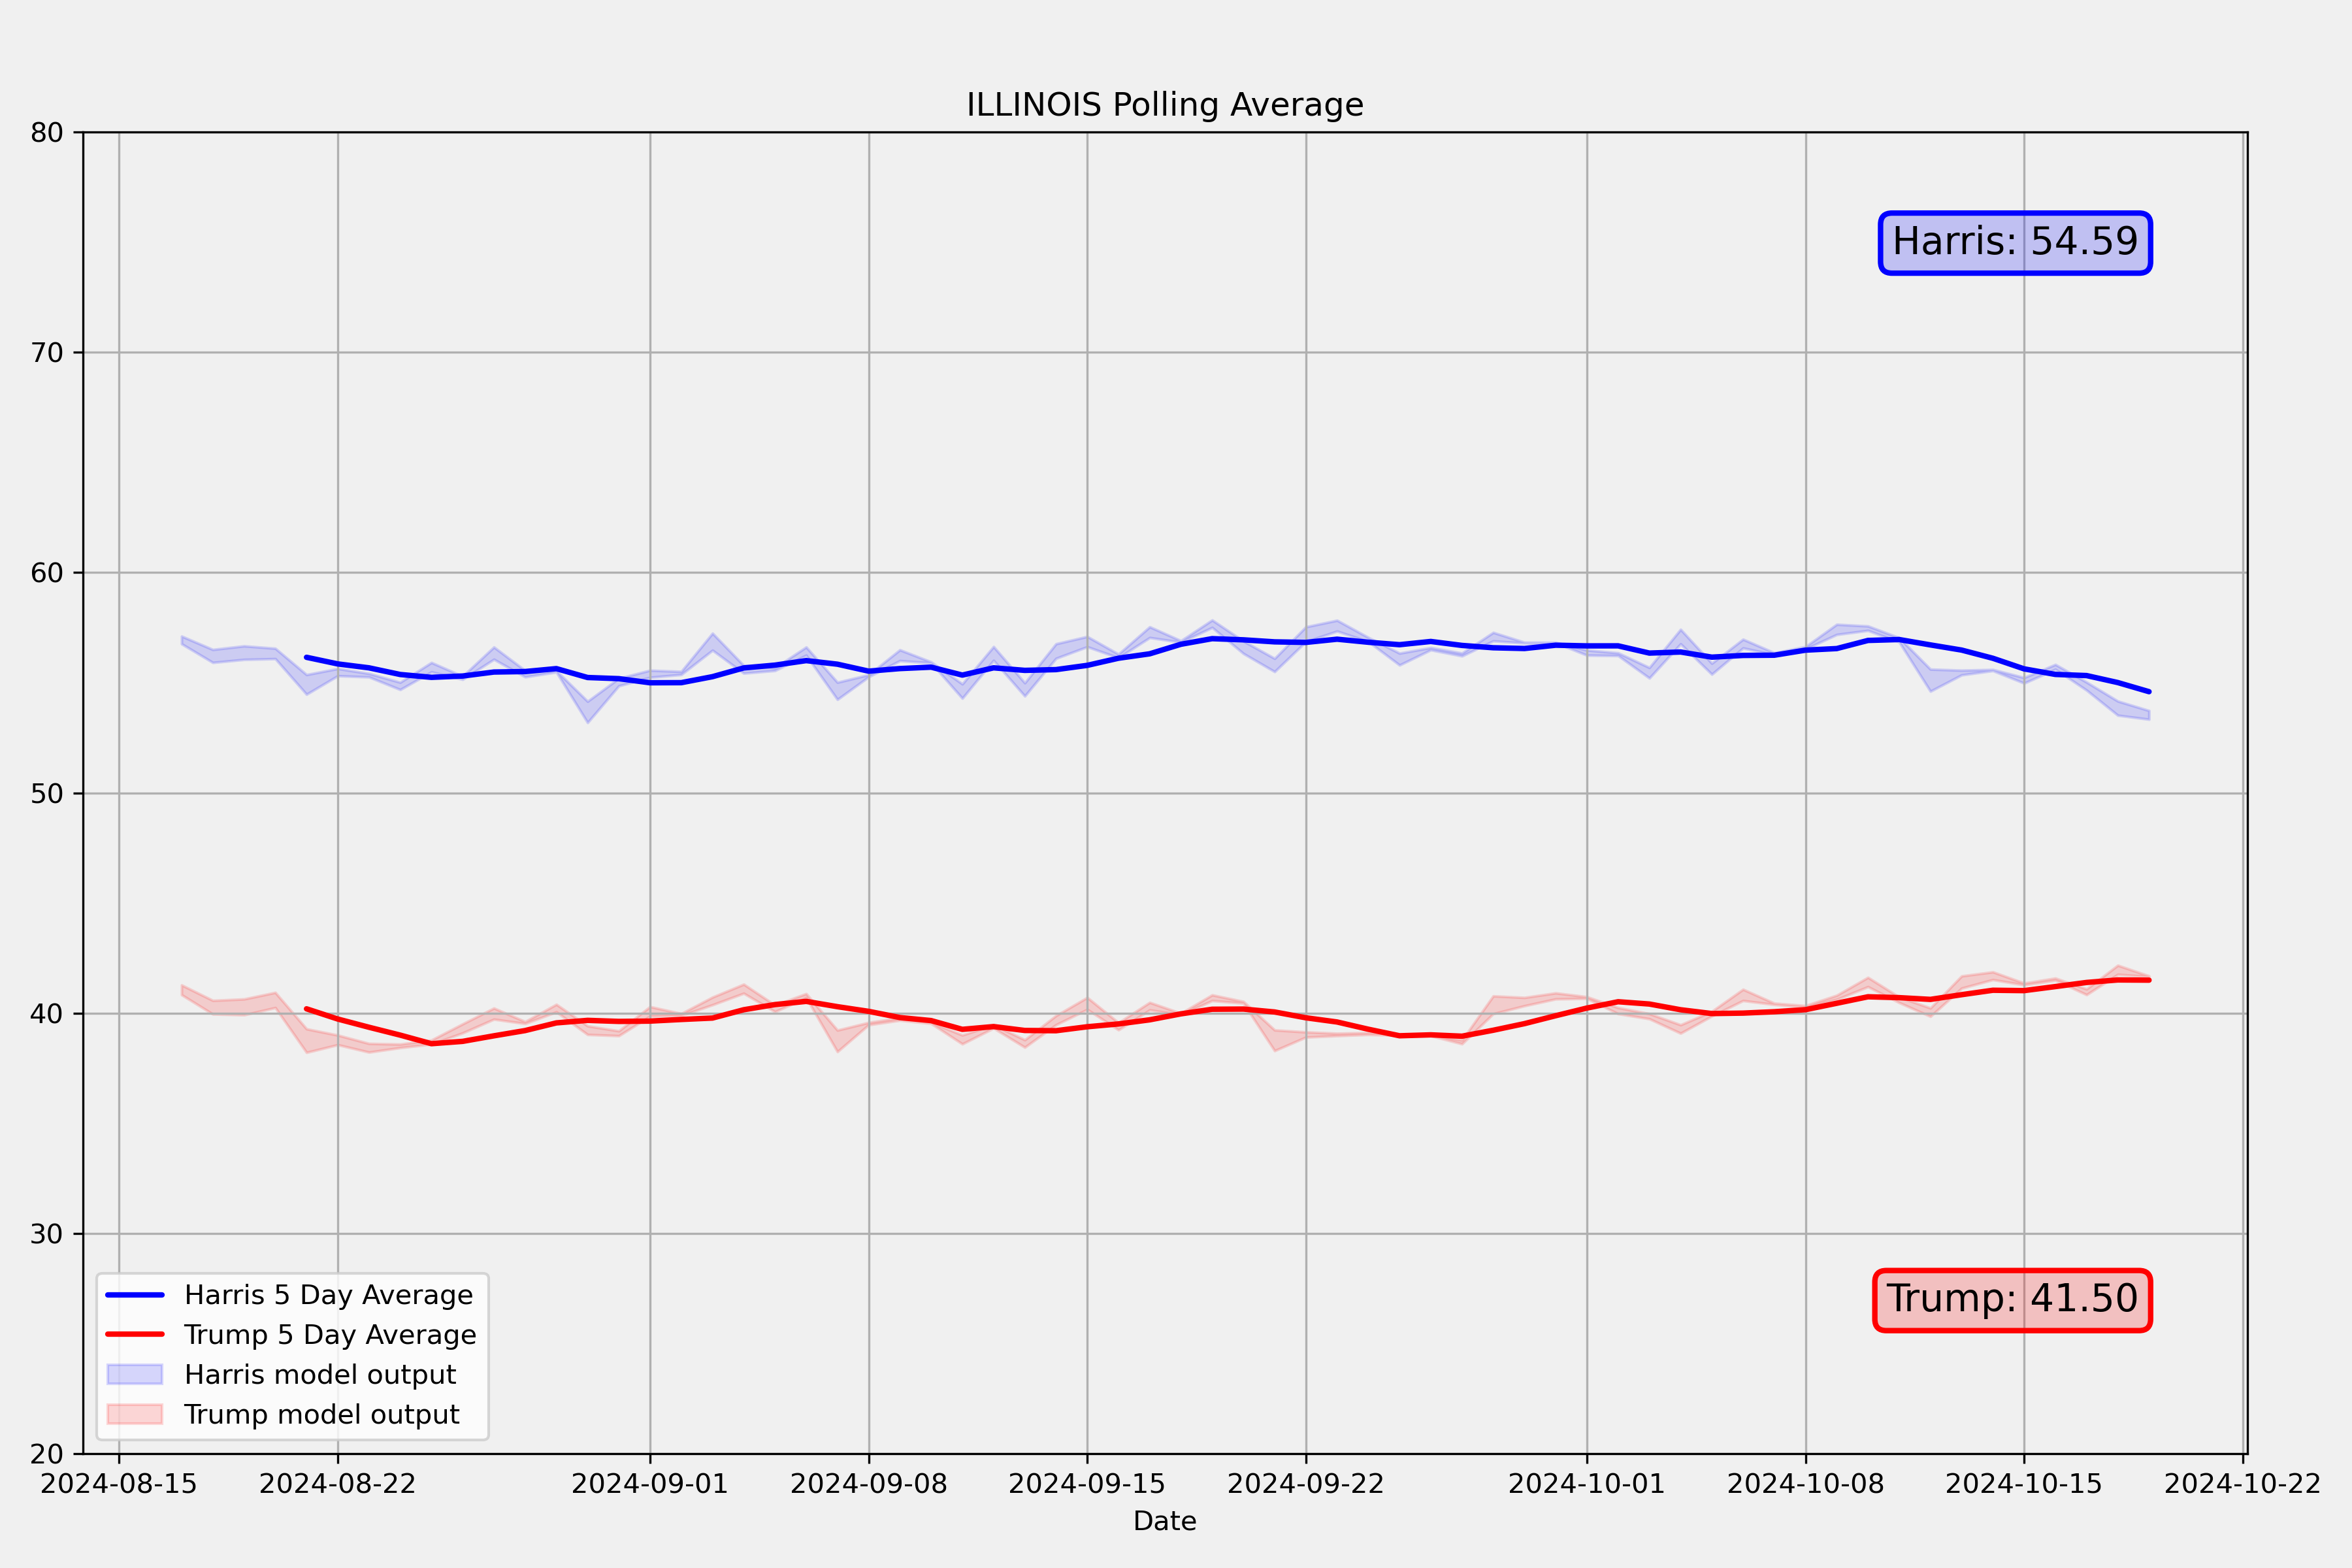 ILLINOIS Polling Average
80
70
60
50
40
30
20
Harris: 54.59
Trump: 41.50
Harris 5 Day Average
Trump 5 Day Average
Harris model output
Trump model output
2024-08-15 2024-08-22 2024-09-01 2024-09-08 2024-09-15 2024-09-22 2024-10-01 2024-10-08 2024-10-15 2024-10-22
Date